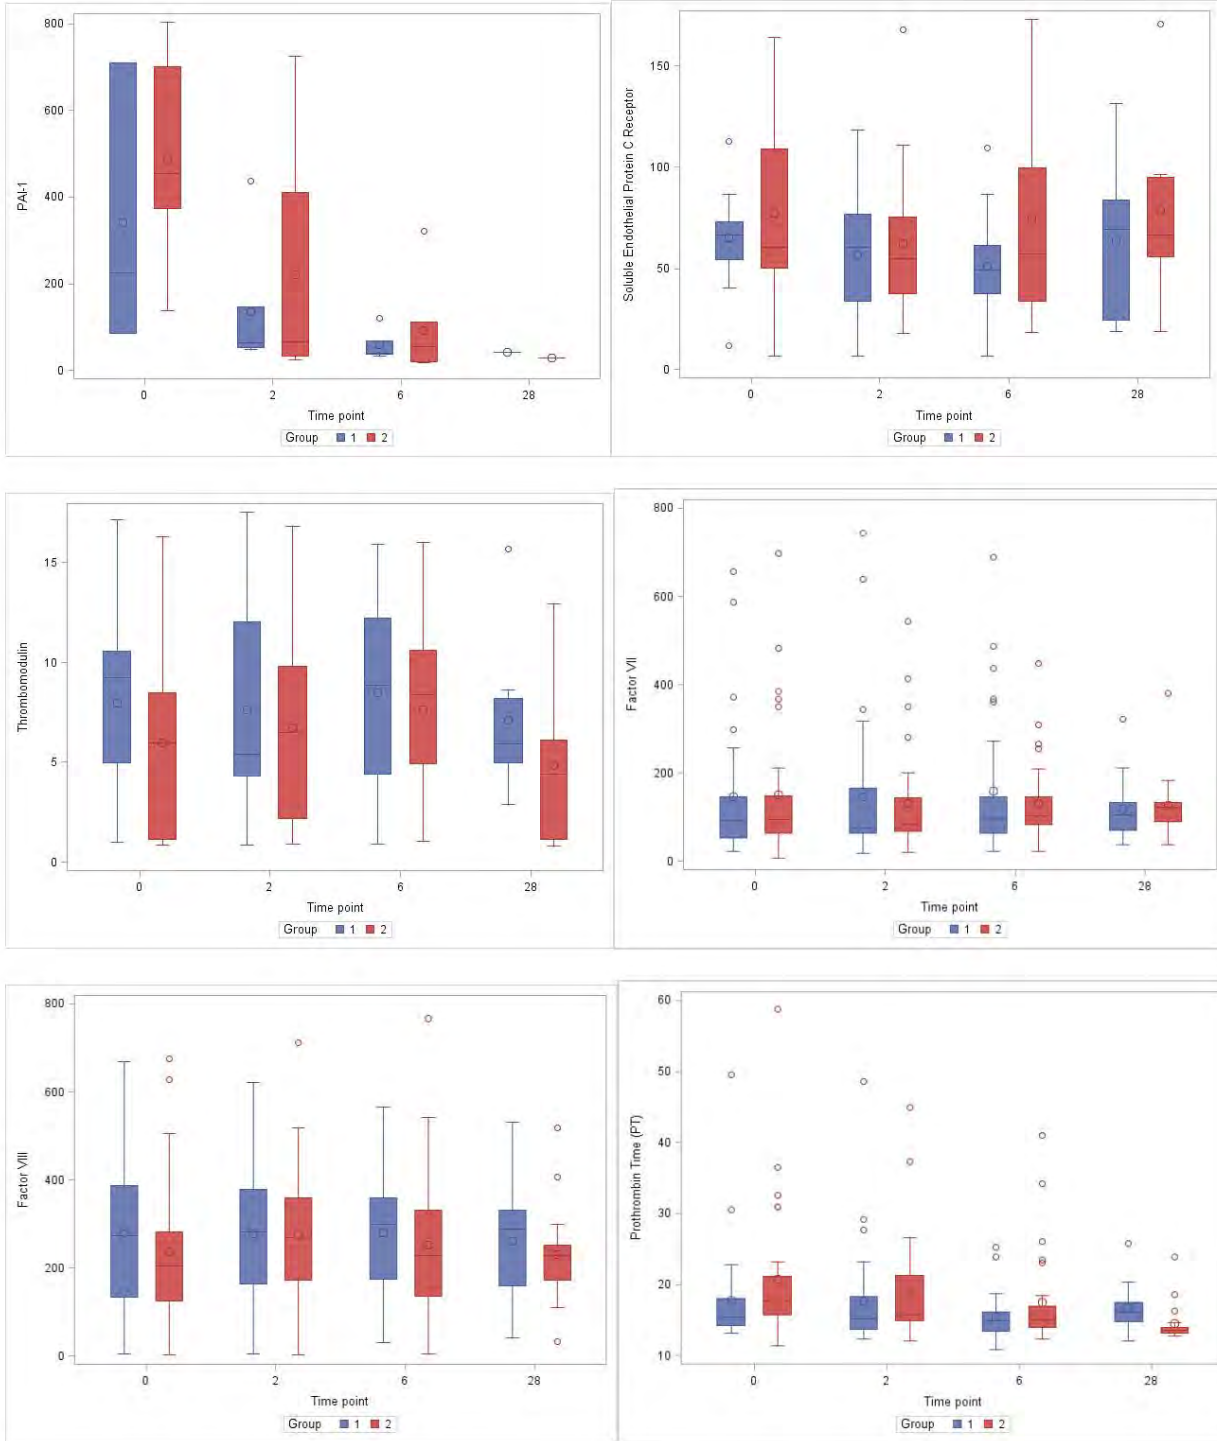 PAI-1
800
600
400
200
0
0 2 6 28
Time point
Group 1 2
Soluble Endothelial Protein C Receptor
150
100
50
0
0 2 6 28
Time point
Group 1 2
Thrombomodulin
15
10
5
0
0 2 6 28
Time point
Group 1 2
Factor VII
800
600
400
200
0
0 2 6 28
Time point
Group 1 2
Factor VIII
800
600
400
200
0
0 2 6 28
Time point
Group 1 2
Prothrombin Time (PT)
60
50
40
30
20
10
0 2 6 28
Time point
Group 1 2